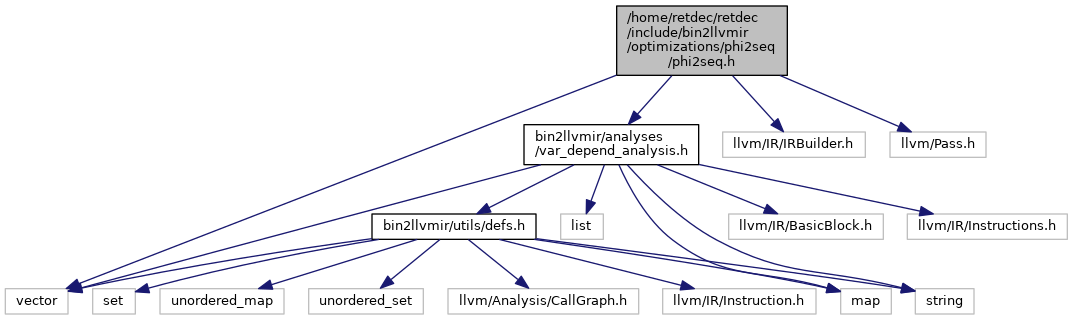 /home/retdec/retdec
/include/bin2llvmir
/optimizations/phi2seq
/phi2seq.h
bin2llvmir/analyses
/var_depend_analysis.h
llvm/IR/IRBuilder.h
llvm/Pass.h
bin2llvmir/utils/defs.h
list
llvm/IR/BasicBlock.h
llvm/IR/Instructions.h
vector
set
unordered_map
unordered_set
llvm/Analysis/CallGraph.h
llvm/IR/Instruction.h
map
string